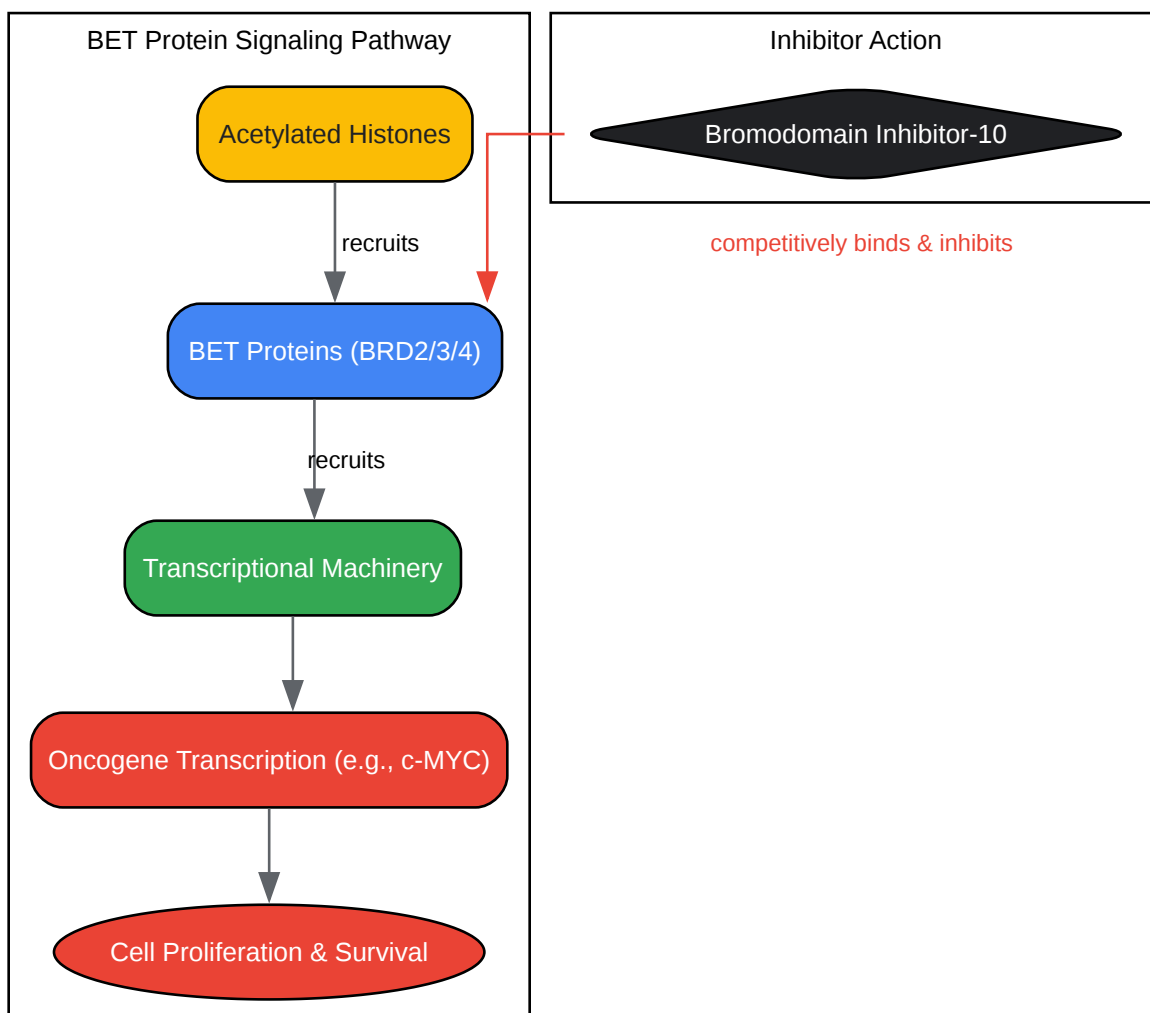 BET Protein Signaling Pathway
Inhibitor Action
Acetylated Histones
Bromodomain Inhibitor-10
recruits
competitively binds & inhibits
BET Proteins (BRD2/3/4)
recruits
Transcriptional Machinery
Oncogene Transcription (e.g., c-MYC)
Cell Proliferation & Survival